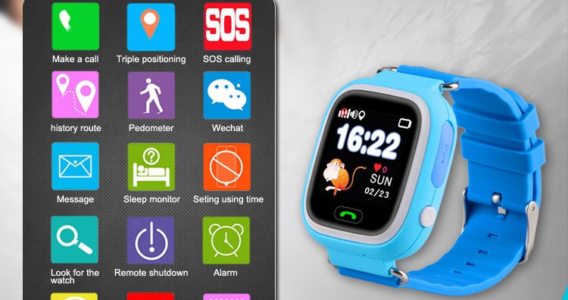 SOS
Make a call
Triple positioning
SOS calling
history route
Pedometer
Wechat
Message
Sleep monitor
Seting using time
Look for the
watch
Remote shutdown
Alarm
16:22
0
SUN
02/23